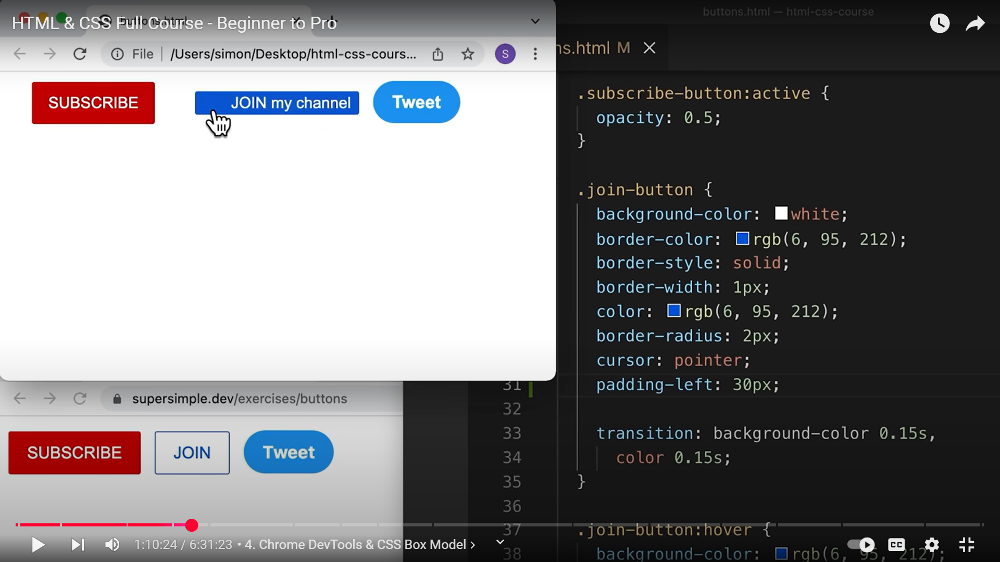 HTML & CSS Full Course - Beginner to Pro
buttons.html — html-css-course
File | /Users/simon/Desktop/html-css-cours...
S
ns.html M
SUBSCRIBE
JOIN my channel
Tweet
.subscribe-button:active {
opacity: 0.5;
}
.join-button {
background-color: white;
border-color: rgb(6, 95, 212);
border-style: solid;
border-width: 1px;
color: rgb(6, 95, 212);
border-radius: 2px;
cursor: pointer;
31 padding-left: 30px;
32
33 transition: background-color 0.15s,
34 color 0.15s;
35 }
36
37 .join-button:hover {
38 background-color: rgb(6, 95, 212);
supersimple.dev/exercises/buttons
SUBSCRIBE
JOIN
Tweet
1:10:24 / 6:31:23 • 4. Chrome DevTools & CSS Box Model
CC